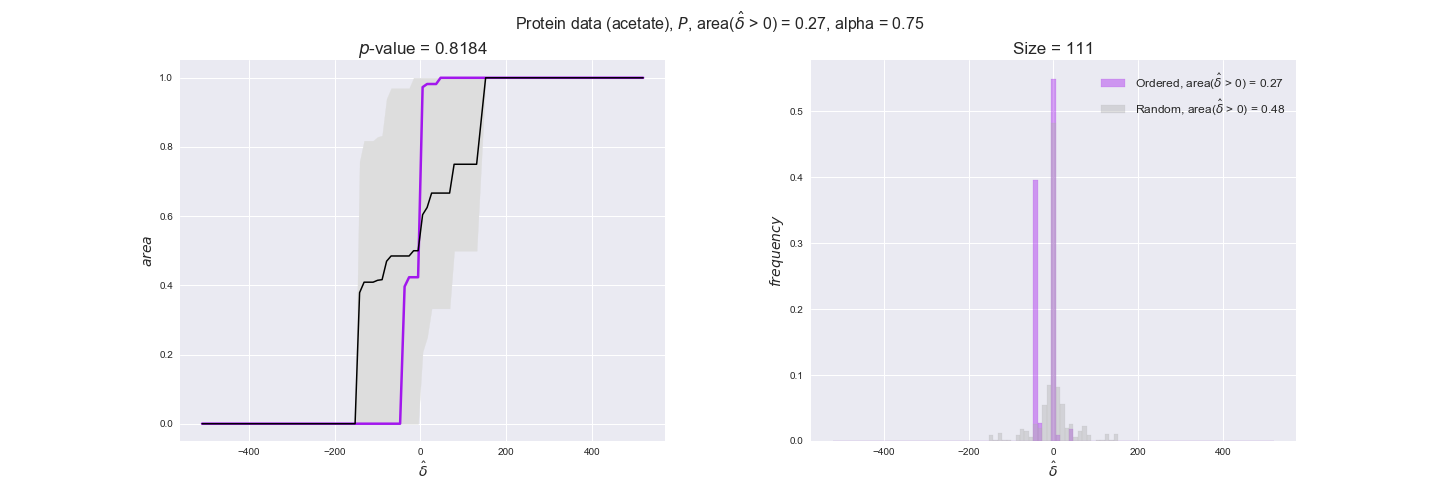 Protein data (acetate), P, area(δ̂ > 0) = 0.27, alpha = 0.75
p-value = 0.8184
1.0
0.8
0.6
0.4
0.2
0.0
area
−400 −200 0 200 400
δ̂
Size = 111
Ordered, area(δ̂ > 0) = 0.27
Random, area(δ̂ > 0) = 0.48
0.5
0.4
0.3
0.2
0.1
0.0
frequency
−400 −200 0 200 400
δ̂